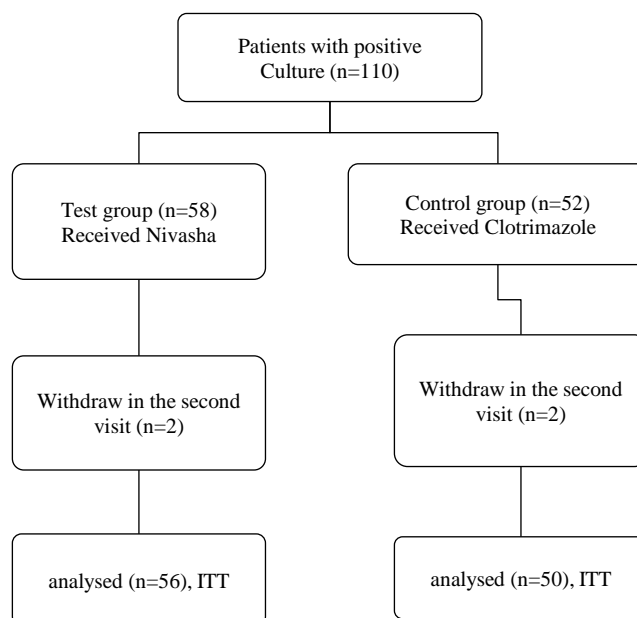 Patients with positive
Culture (n=110)
Test group (n=58)
Received Nivasha
Control group (n=52)
Received Clotrimazole
Withdraw in the second
visit (n=2)
Withdraw in the second
visit (n=2)
analysed (n=56), ITT
analysed (n=50), ITT